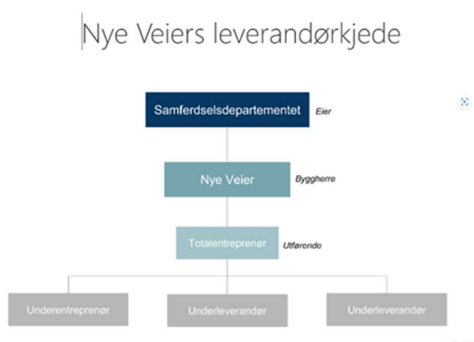 Nye Veiers leverandørkjede
Samferdselsdepartementet
Eier
Nye Veier
Byggherre
Totalentreprenør
Utførende
Underentreprenør
Underleverandør
Underleverandør